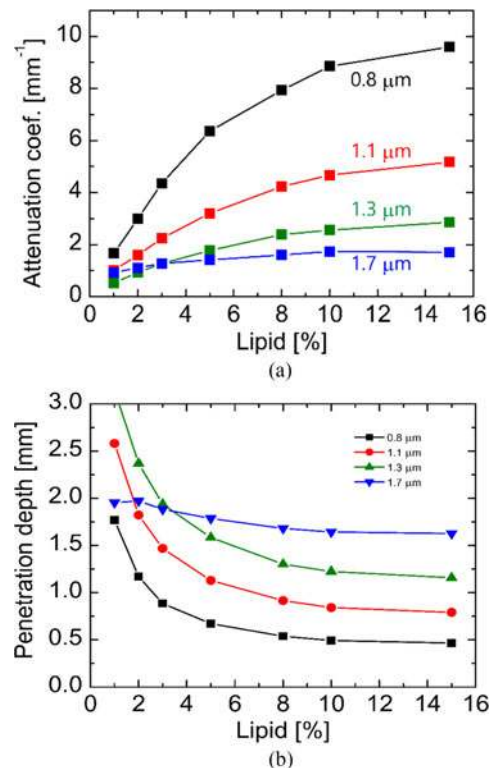 (a)
Attenuation coef. [mm⁻¹]
10
8
6
4
2
0
0.8 μm
1.1 μm
1.3 μm
1.7 μm
0 2 4 6 8 10 12 14 16
Lipid [%]
(a)
Penetration depth [mm]
3.0
2.5
2.0
1.5
1.0
0.5
0.0
0.8 μm
1.1 μm
1.3 μm
1.7 μm
0 2 4 6 8 10 12 14 16
Lipid [%]
(b)